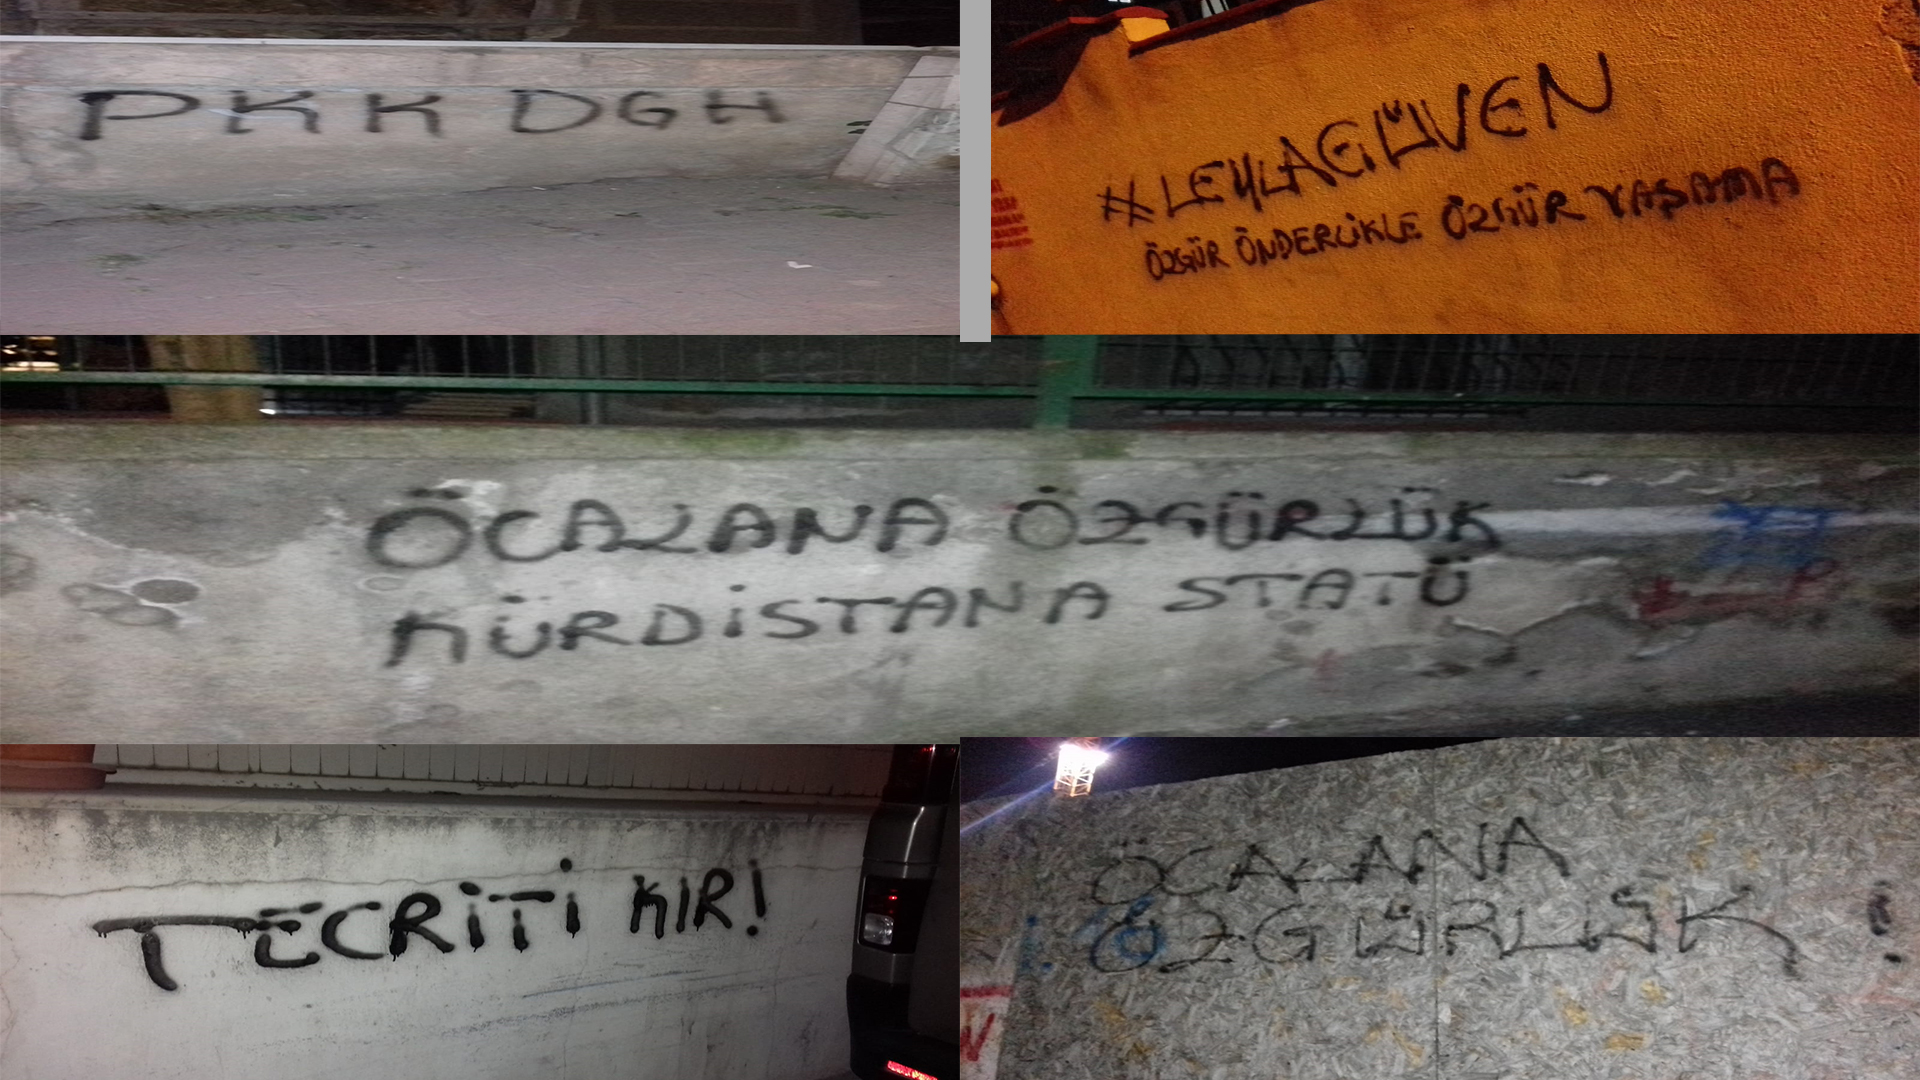 PKK DGH
#LEYLAGÜVEN
ÖZGÜR ÖNDERLİKLE ÖZGÜR YAŞAMA
ÖCALANA ÖZGÜRLÜK
KÜRDİSTANA STATÜ
TECRİTİ KIR!
ÖCALANA
ÖZGÜRLÜK!